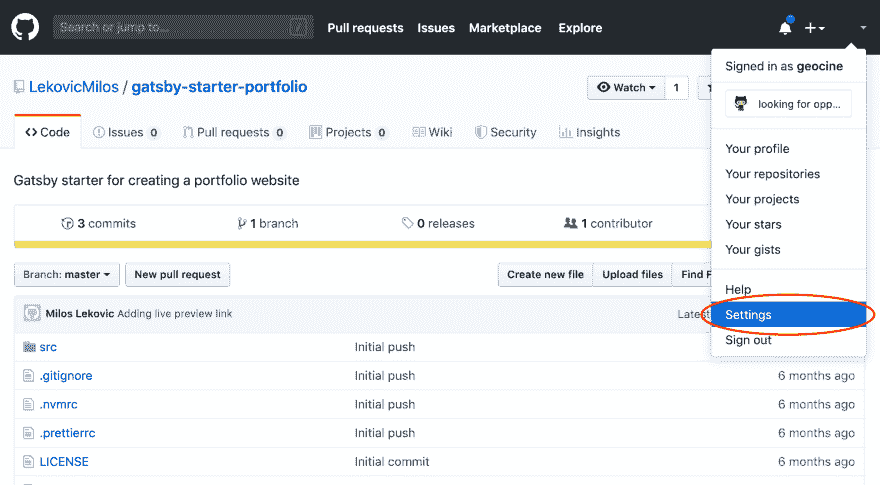 Search or jump to... / Pull requests Issues Marketplace Explore
Signed in as geocine
LekovicMilos / gatsby-starter-portfolio Watch 1
looking for opp...
Code Issues 0 Pull requests 0 Projects 0 Wiki Security Insights
Your profile
Your repositories
Your projects
Your stars
Your gists
Help
Settings
Sign out
Gatsby starter for creating a portfolio website
3 commits 1 branch 0 releases 1 contributor
Branch: master New pull request Create new file Upload files Find F
Milos Lekovic Adding live preview link Latest
src Initial push
.gitignore Initial push 6 months ago
.nvmrc Initial push 6 months ago
.prettierrc Initial push 6 months ago
LICENSE Initial commit 6 months ago